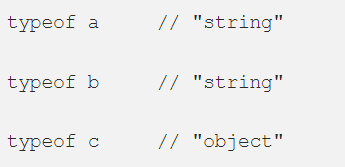 typeof a     // "string"
typeof b     // "string"
typeof c     // "object"